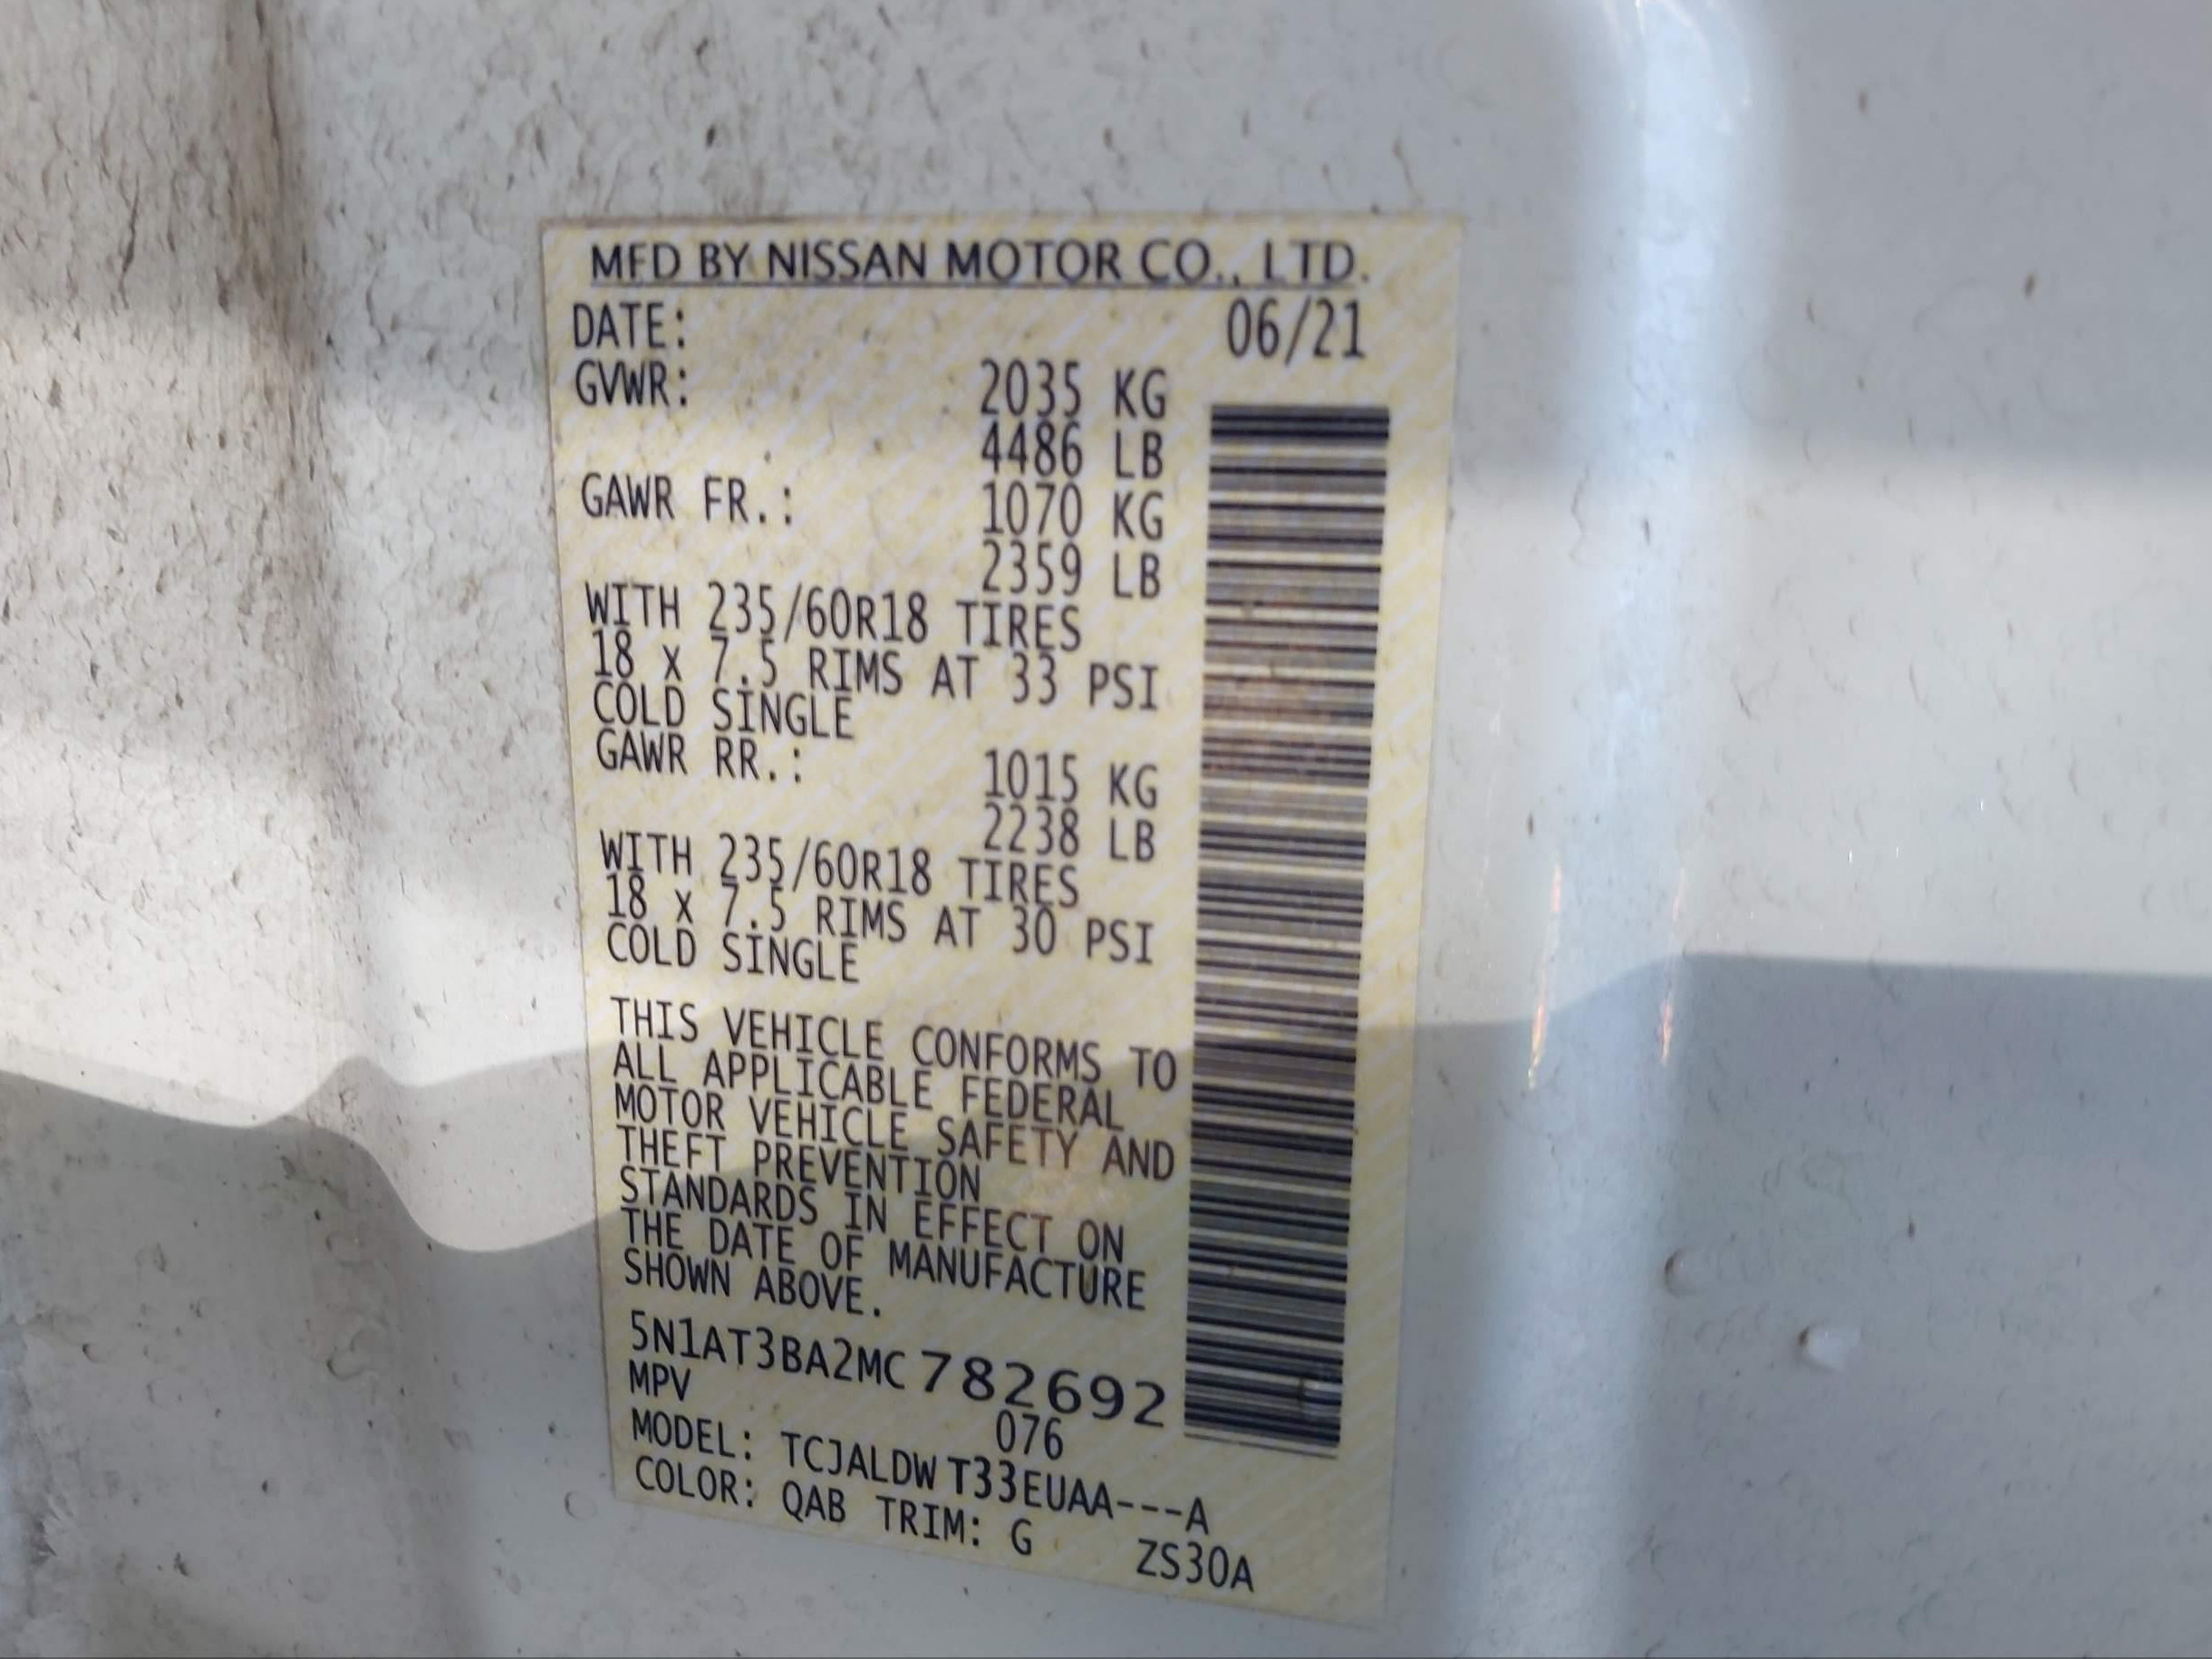 MFD BY NISSAN MOTOR CO., LTD.
DATE: 06/21
GVWR: 2035 KG
4486 LB
GAWR FR.: 1070 KG
2359 LB
WITH 235/60R18 TIRES
18 x 7.5 RIMS AT 33 PSI
COLD SINGLE
GAWR RR.: 1015 KG
2238 LB
WITH 235/60R18 TIRES
18 x 7.5 RIMS AT 30 PSI
COLD SINGLE
THIS VEHICLE CONFORMS TO
ALL APPLICABLE FEDERAL
MOTOR VEHICLE SAFETY AND
THEFT PREVENTION
STANDARDS IN EFFECT ON
THE DATE OF MANUFACTURE
SHOWN ABOVE.
5N1AT3BA2MC782692
MPV 076
MODEL: TCJALDWT33EUAA---A
COLOR: QAB TRIM: G ZS30A